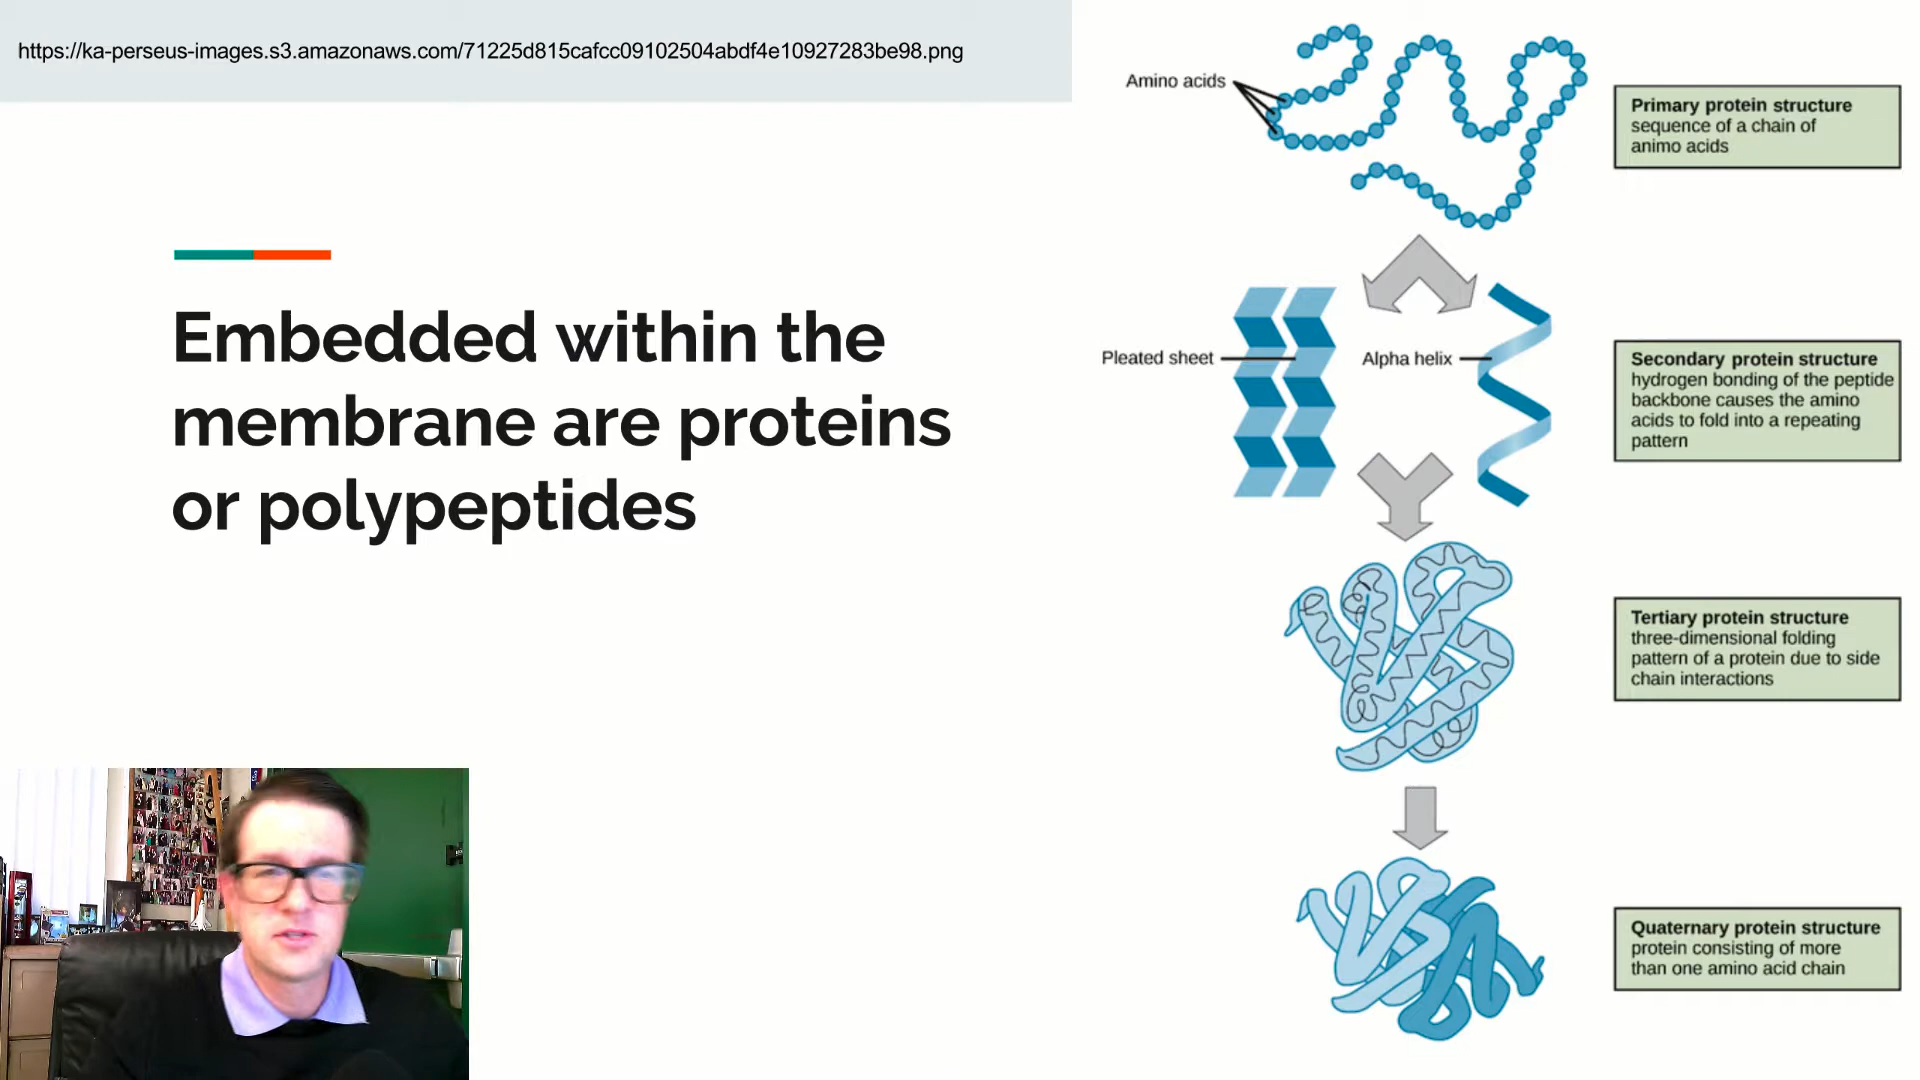 https://ka-perseus-images.s3.amazonaws.com/71225d815cafcc09102504abdf4e10927283be98.png
Embedded within the
membrane are proteins
or polypeptides
Amino acids
Primary protein structure
sequence of a chain of
animo acids
Pleated sheet
Alpha helix
Secondary protein structure
hydrogen bonding of the peptide
backbone causes the amino
acids to fold into a repeating
pattern
Tertiary protein structure
three-dimensional folding
pattern of a protein due to side
chain interactions
Quaternary protein structure
protein consisting of more
than one amino acid chain